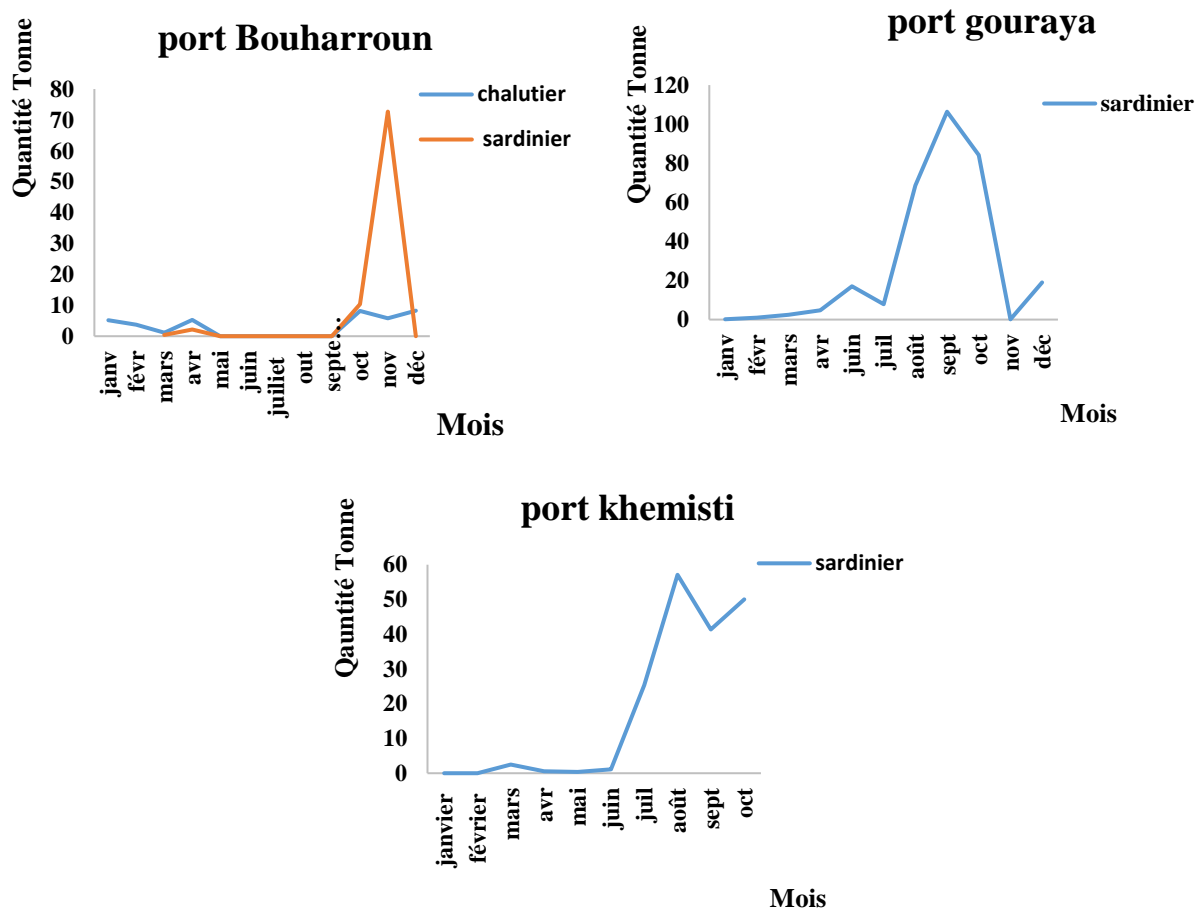 port Bouharroun
Quantité Tonne
80
70
60
50
40
30
20
10
0
chalutier
sardinier
janv
févr
mars
avr
mai
juin
juiliet
out
septe…
oct
nov
déc
Mois
port gouraya
Quantité Tonne
120
100
80
60
40
20
0
sardinier
janv
févr
mars
avr
juin
juil
août
sept
oct
nov
déc
Mois
port khemisti
Qauntité Tonne
60
50
40
30
20
10
0
sardinier
janvier
février
mars
avr
mai
juin
juil
août
sept
oct
Mois